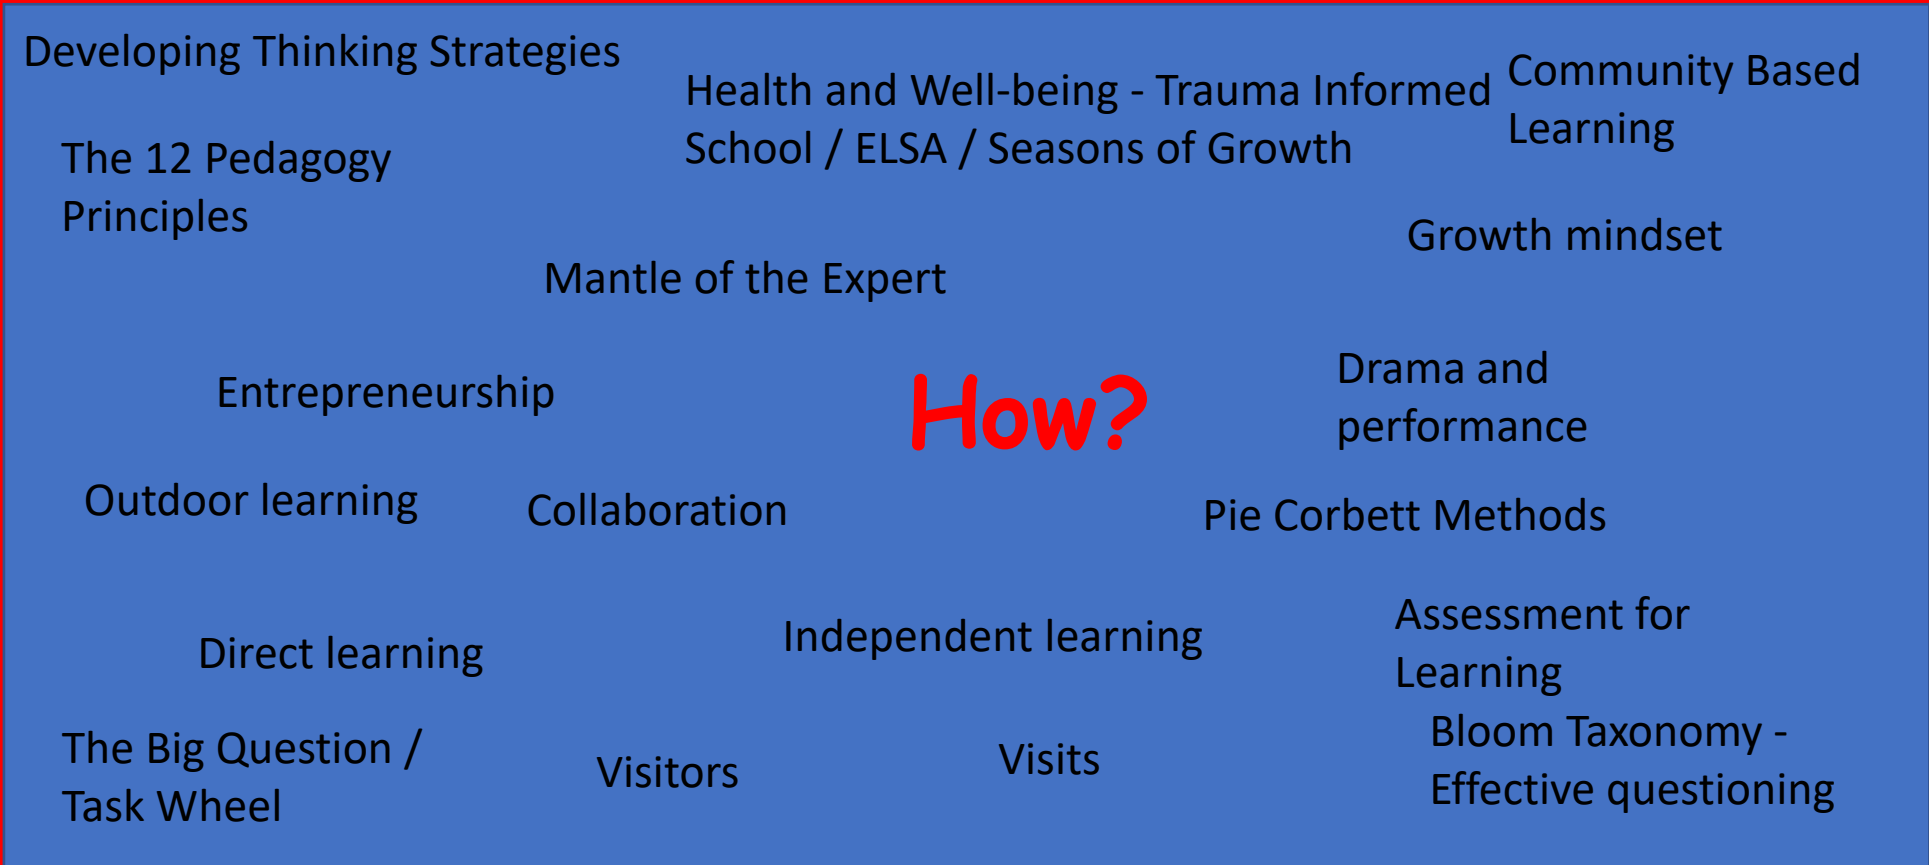 Developing Thinking Strategies
Health and Well-being - Trauma Informed
School / ELSA / Seasons of Growth
Community Based
Learning
The 12 Pedagogy
Principles
Growth mindset
Mantle of the Expert
Entrepreneurship
How?
Drama and
performance
Outdoor learning
Collaboration
Pie Corbett Methods
Direct learning
Independent learning
Assessment for
Learning
The Big Question /
Task Wheel
Visitors
Visits
Bloom Taxonomy -
Effective questioning